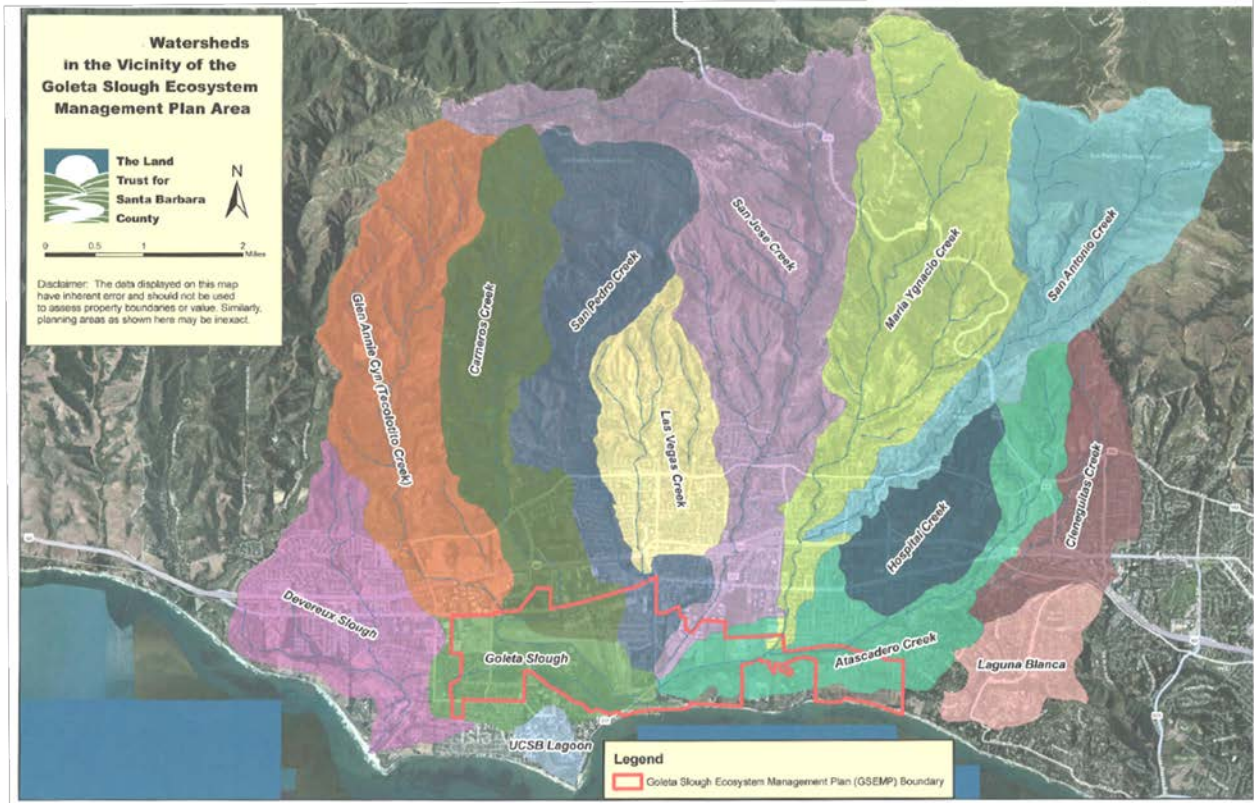 Watersheds
in the Vicinity of the
Goleta Slough Ecosystem
Management Plan Area
The Land
Trust for
Santa Barbara
County
N
0 0.5 1 2
Miles
Disclaimer: The data displayed on this map
have inherent error and should not be used
to assess property boundaries or value. Similarly,
planning areas as shown here may be inexact.
Glen Annie Cyn (Tecolotito Creek)
Carneros Creek
San Pedro Creek
Las Vegas Creek
San Jose Creek
Maria Ygnacio Creek
San Antonio Creek
Hospital Creek
Cieneguitas Creek
Devereux Slough
Goleta Slough
Atascadero Creek
Laguna Blanca
UCSB Lagoon
Legend
Goleta Slough Ecosystem Management Plan (GSEMP) Boundary